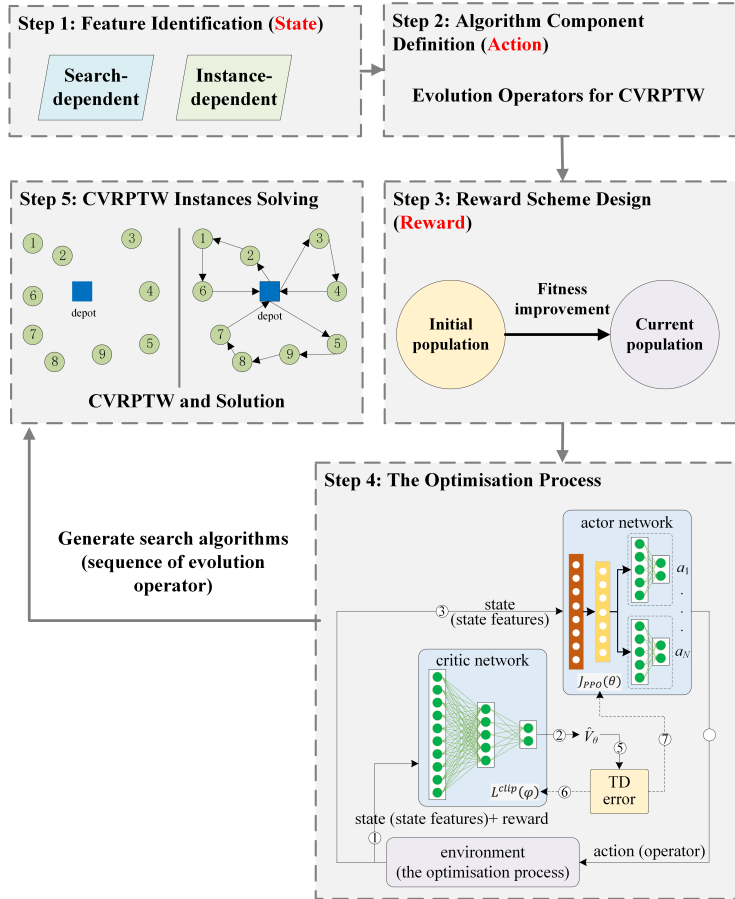 Step 1: Feature Identification (State)
Search-
dependent
Instance-
dependent
Step 2: Algorithm Component
Definition (Action)
Evolution Operators for CVRPTW
Step 3: Reward Scheme Design
(Reward)
Initial
population
Fitness
improvement
Current
population
Step 5: CVRPTW Instances Solving
1
2
3
6
4
depot
7
8
9
5
1
2
3
6
4
depot
7
8
9
5
CVRPTW and Solution
Generate search algorithms
(sequence of evolution
operator)
Step 4: The Optimisation Process
actor network
a₁
.
.
.
a_N
③
state
(state features)
J_PPO(θ)
critic network
② V̂_θ
⑤
⑦
TD
error
⑥
L^clip(φ)
state (state features)+ reward
①
environment
(the optimisation process)
action (operator)